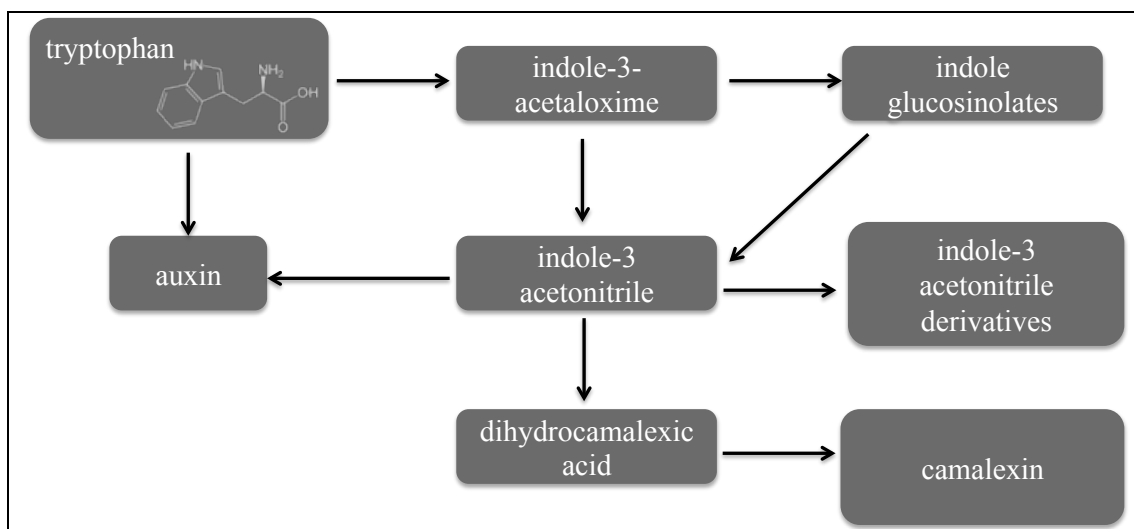 tryptophan
HN
NH₂
OH
O
indole-3-
acetaloxime
indole
glucosinolates
auxin
indole-3
acetonitrile
indole-3
acetonitrile
derivatives
dihydrocamalexic
acid
camalexin